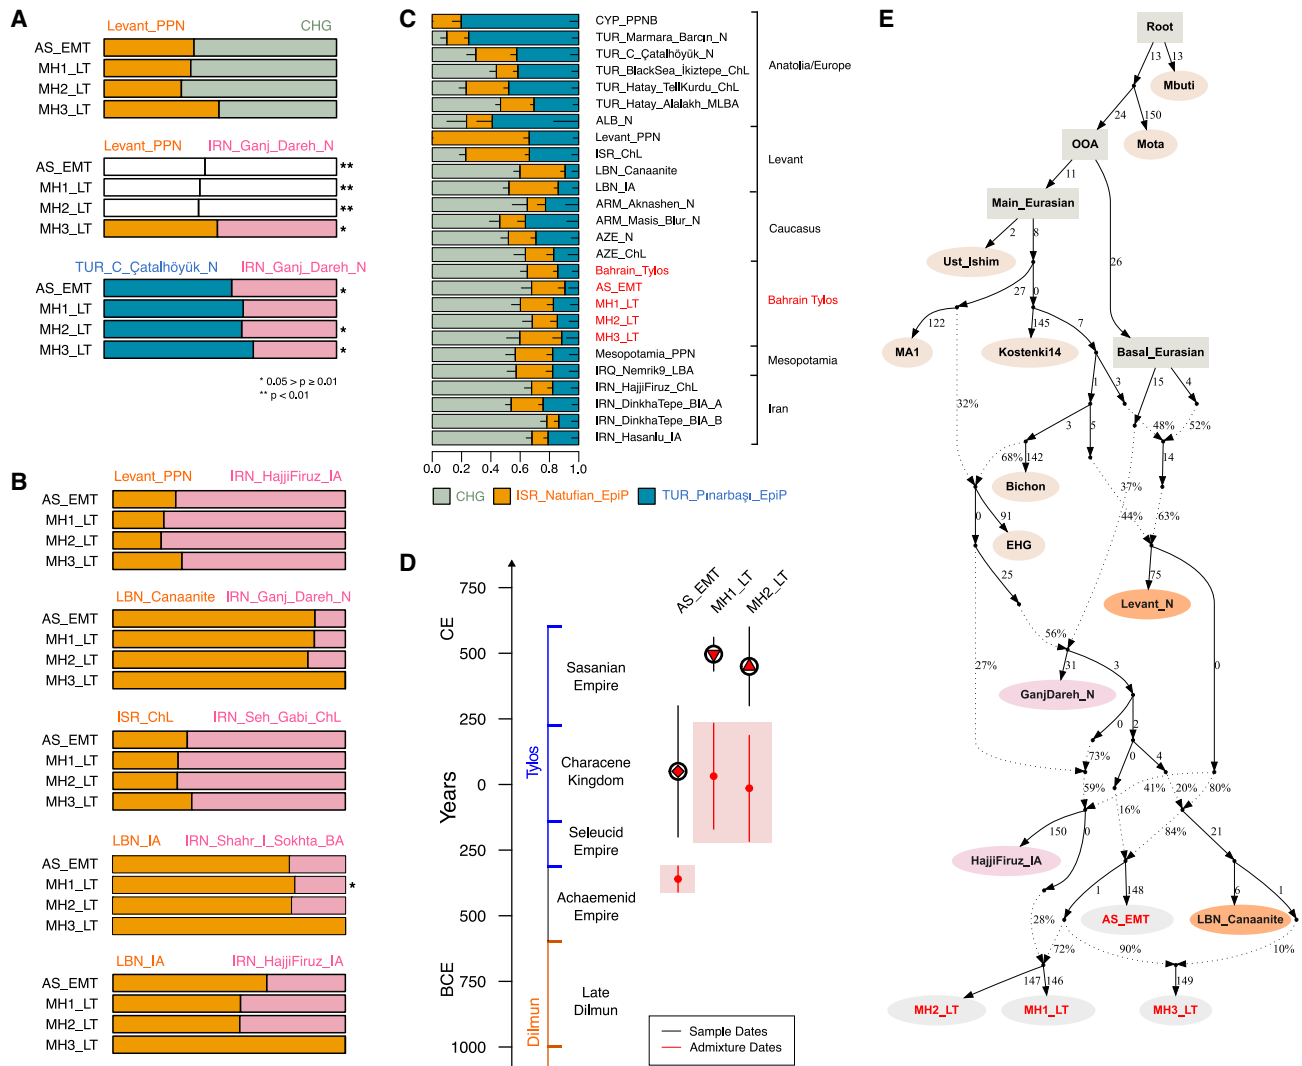 A
Levant_PPN CHG
AS_EMT
MH1_LT
MH2_LT
MH3_LT
Levant_PPN IRN_Ganj_Dareh_N
AS_EMT **
MH1_LT **
MH2_LT **
MH3_LT *
TUR_C_Çatalhöyük_N IRN_Ganj_Dareh_N
AS_EMT *
MH1_LT
MH2_LT *
MH3_LT *
* 0.05 > p ≥ 0.01
** p < 0.01
B
Levant_PPN IRN_HajjiFiruz_IA
AS_EMT
MH1_LT
MH2_LT
MH3_LT
LBN_Canaanite IRN_Ganj_Dareh_N
AS_EMT
MH1_LT
MH2_LT
MH3_LT
ISR_ChL IRN_Seh_Gabi_ChL
AS_EMT
MH1_LT
MH2_LT
MH3_LT
LBN_IA IRN_Shahr_I_Sokhta_BA
AS_EMT
MH1_LT *
MH2_LT
MH3_LT
LBN_IA IRN_HajjiFiruz_IA
AS_EMT
MH1_LT
MH2_LT
MH3_LT
C
CYP_PPNB
TUR_Marmara_Barcın_N
TUR_C_Çatalhöyük_N
TUR_BlackSea_İkiztepe_ChL
TUR_Hatay_TellKurdu_ChL
TUR_Hatay_Alalakh_MLBA
ALB_N
Anatolia/Europe
Levant_PPN
ISR_ChL
LBN_Canaanite
LBN_IA
Levant
ARM_Aknashen_N
ARM_Masis_Blur_N
AZE_N
AZE_ChL
Caucasus
Bahrain_Tylos
AS_EMT
MH1_LT
MH2_LT
MH3_LT
Bahrain Tylos
Mesopotamia_PPN
IRQ_Nemrik9_LBA
Mesopotamia
IRN_HajjiFiruz_ChL
IRN_DinkhaTepe_BIA_A
IRN_DinkhaTepe_BIA_B
IRN_Hasanlu_IA
Iran
0.0 0.2 0.4 0.6 0.8 1.0
CHG ISR_Natufian_EpiP TUR_Pınarbaşı_EpiP
D
AS_EMT
MH1_LT
MH2_LT
Years
CE
BCE
750
500
250
0
250
500
750
1000
Tylos
Dilmun
Sasanian
Empire
Characene
Kingdom
Seleucid
Empire
Achaemenid
Empire
Late
Dilmun
Sample Dates
Admixture Dates
E
Root
13 13
Mbuti
24 150
OOA Mota
11
Main_Eurasian
2 8
26
Ust_Ishim
27 0
122 145 7
MA1 Kostenki14 Basal_Eurasian
1 3 15 4
32%
3 5 48% 52%
68% 142 14
Bichon 37%
0 91 44% 63%
EHG
25 75
Levant_N
56%
27% 31 3 0
GanjDareh_N
0 2
73% 0 4
59% 41% 20% 80%
16%
150 0 84% 21
HajjiFiruz_IA
1 148 6 1
AS_EMT LBN_Canaanite
28%
72% 90% 10%
147 146 149
MH2_LT MH1_LT MH3_LT